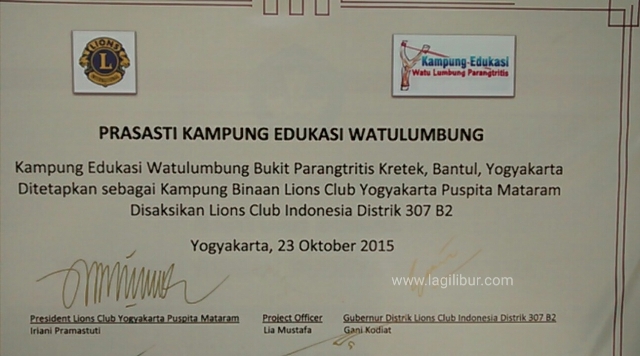 LIONS
L
INTERNATIONAL
Kampung-Edukasi
Watu Lumbung Parangtritis
PRASASTI KAMPUNG EDUKASI WATULUMBUNG
Kampung Edukasi Watulumbung Bukit Parangtritis Kretek, Bantul, Yogyakarta
Ditetapkan sebagai Kampung Binaan Lions Club Yogyakarta Puspita Mataram
Disaksikan Lions Club Indonesia Distrik 307 B2
Yogyakarta, 23 Oktober 2015
www.lagilibur.com
President Lions Club Yogyakarta Puspita Mataram Project Officer Gubernur Distrik Lions Club Indonesia Distrik 307 B2
Iriani Pramastuti Lia Mustafa Gani Kodiat